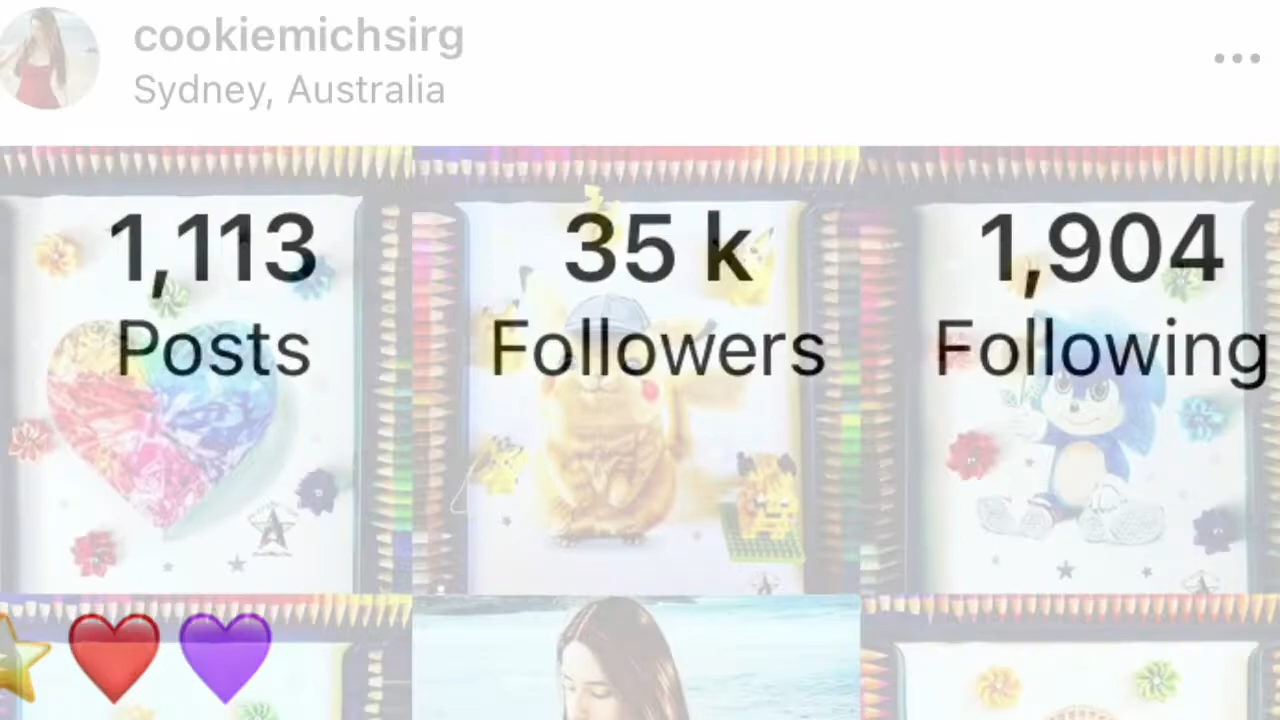 cookiemichsirg
Sydney, Australia
1,113 35 k 1,904
Posts Followers Following